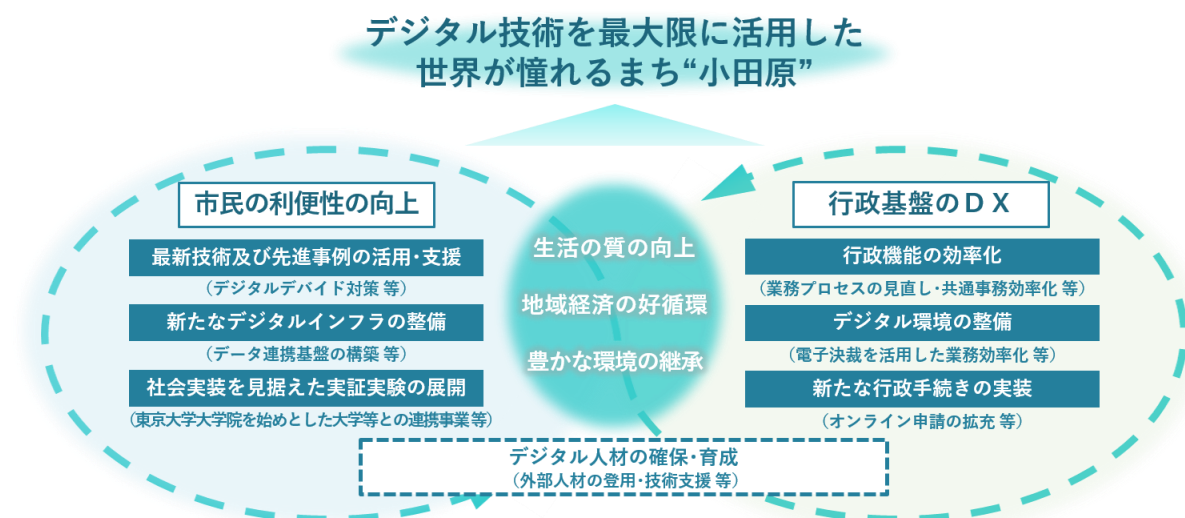 デジタル技術を最大限に活用した
世界が憧れるまち“小田原”
市民の利便性の向上
最新技術及び先進事例の活用･支援
（デジタルデバイド対策 等）
新たなデジタルインフラの整備
（データ連携基盤の構築 等）
社会実装を見据えた実証実験の展開
（東京大学大学院を始めとした大学等との連携事業 等）
生活の質の向上
地域経済の好循環
豊かな環境の継承
行政基盤のＤＸ
行政機能の効率化
（業務プロセスの見直し･共通事務効率化 等）
デジタル環境の整備
（電子決裁を活用した業務効率化 等）
新たな行政手続きの実装
（オンライン申請の拡充 等）
デジタル人材の確保･育成
（外部人材の登用･技術支援 等）